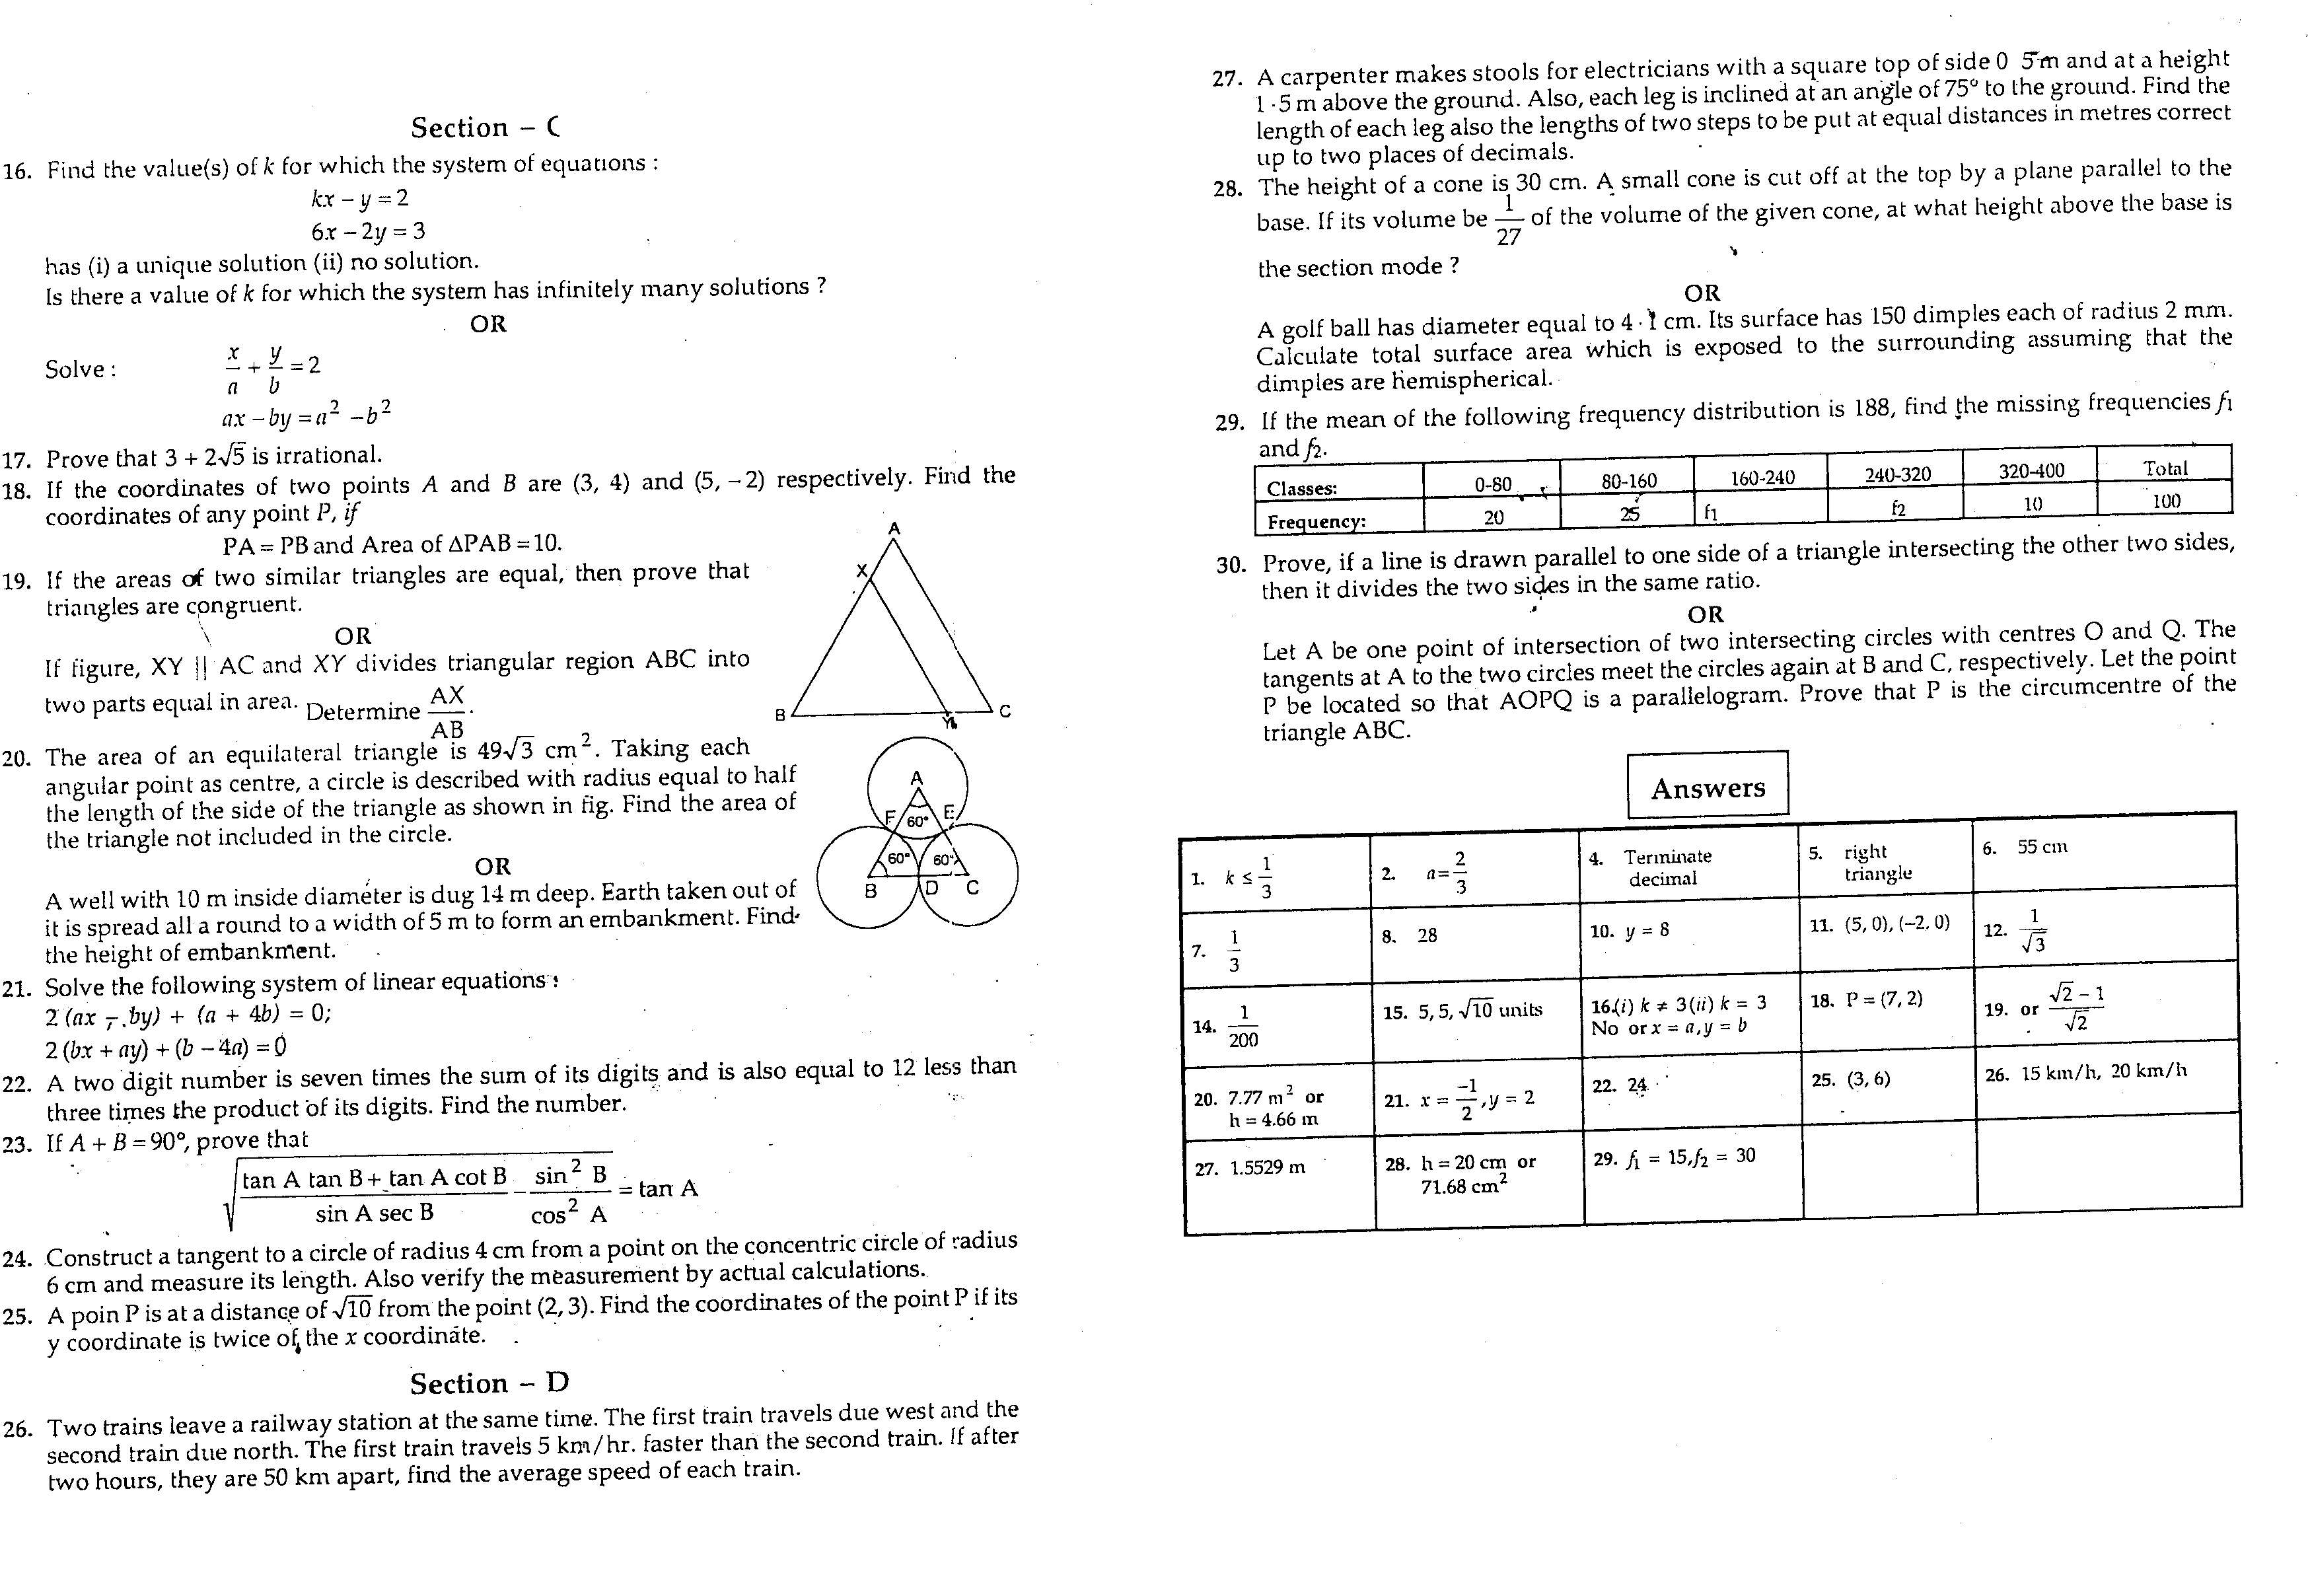 Section – C
16. Find the value(s) of k for which the system of equations :
kx – y = 2
6x – 2y = 3
has (i) a unique solution (ii) no solution.
Is there a value of k for which the system has infinitely many solutions ?
OR
Solve : x/a + y/b = 2
ax – by = a² – b²
17. Prove that 3 + 2√5 is irrational.
18. If the coordinates of two points A and B are (3, 4) and (5, – 2) respectively. Find the
coordinates of any point P, if
PA = PB and Area of ΔPAB = 10.
19. If the areas of two similar triangles are equal, then prove that
triangles are congruent.
OR
If figure, XY || AC and XY divides triangular region ABC into
two parts equal in area. Determine AX/AB.
A
X
B
Y
C
20. The area of an equilateral triangle is 49√3 cm². Taking each
angular point as centre, a circle is described with radius equal to half
the length of the side of the triangle as shown in fig. Find the area of
the triangle not included in the circle.
OR
A well with 10 m inside diameter is dug 14 m deep. Earth taken out of
it is spread all a round to a width of 5 m to form an embankment. Find
the height of embankment.
A
F 60° E
60° 60°
B D C
21. Solve the following system of linear equations :
2 (ax – by) + (a + 4b) = 0;
2 (bx + ay) + (b – 4a) = 0
22. A two digit number is seven times the sum of its digits and is also equal to 12 less than
three times the product of its digits. Find the number.
23. If A + B = 90°, prove that
√((tan A tan B + tan A cot B)/(sin A sec B) – sin² B/cos² A) = tan A
24. Construct a tangent to a circle of radius 4 cm from a point on the concentric circle of radius
6 cm and measure its length. Also verify the measurement by actual calculations.
25. A poin P is at a distance of √10 from the point (2, 3). Find the coordinates of the point P if its
y coordinate is twice of the x coordinate.
Section – D
26. Two trains leave a railway station at the same time. The first train travels due west and the
second train due north. The first train travels 5 km/hr. faster than the second train. If after
two hours, they are 50 km apart, find the average speed of each train.
27. A carpenter makes stools for electricians with a square top of side 0 5 m and at a height
1·5 m above the ground. Also, each leg is inclined at an angle of 75° to the ground. Find the
length of each leg also the lengths of two steps to be put at equal distances in metres correct
up to two places of decimals.
28. The height of a cone is 30 cm. A small cone is cut off at the top by a plane parallel to the
base. If its volume be 1/27 of the volume of the given cone, at what height above the base is
the section mode ?
OR
A golf ball has diameter equal to 4·1 cm. Its surface has 150 dimples each of radius 2 mm.
Calculate total surface area which is exposed to the surrounding assuming that the
dimples are hemispherical.
29. If the mean of the following frequency distribution is 188, find the missing frequencies f₁
and f₂.
Classes: 0-80 80-160 160-240 240-320 320-400 Total
Frequency: 20 25 f1 f2 10 100
30. Prove, if a line is drawn parallel to one side of a triangle intersecting the other two sides,
then it divides the two sides in the same ratio.
OR
Let A be one point of intersection of two intersecting circles with centres O and Q. The
tangents at A to the two circles meet the circles again at B and C, respectively. Let the point
P be located so that AOPQ is a parallelogram. Prove that P is the circumcentre of the
triangle ABC.
Answers
1. k ≤ 1/3 2. a = 2/3 4. Terminate decimal 5. right triangle 6. 55 cm
7. 1/3 8. 28 10. y = 8 11. (5, 0), (–2, 0) 12. 1/√3
14. 1/200 15. 5, 5, √10 units 16.(i) k ≠ 3 (ii) k = 3 No or x = a, y = b 18. P = (7, 2) 19. or (√2 – 1)/√2
20. 7.77 m² or h = 4.66 m 21. x = –1/2, y = 2 22. 24 25. (3, 6) 26. 15 km/h, 20 km/h
27. 1.5529 m 28. h = 20 cm or 71.68 cm² 29. f₁ = 15, f₂ = 30